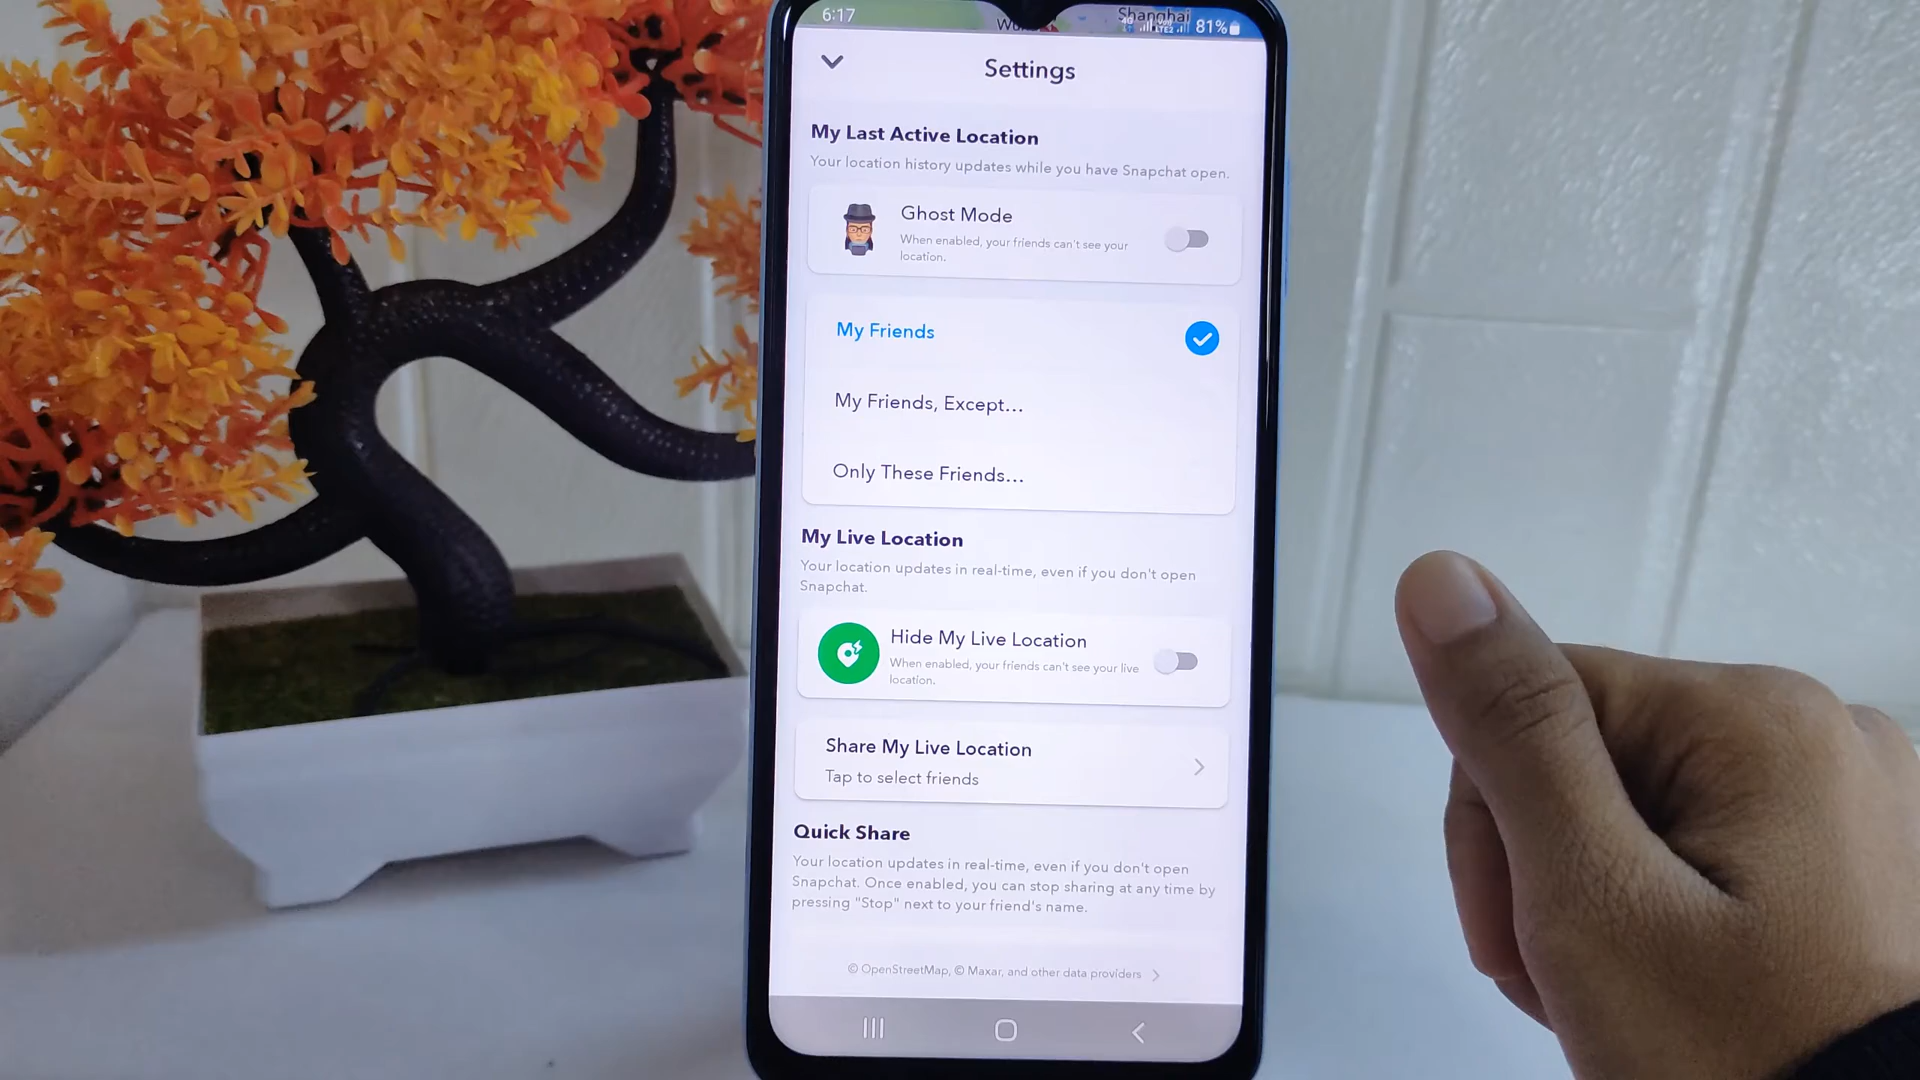 6:17
Shanghai
81%
Settings
My Last Active Location
Your location history updates while you have Snapchat open.
Ghost Mode
When enabled, your friends can't see your
location.
My Friends
My Friends, Except...
Only These Friends...
My Live Location
Your location updates in real-time, even if you don't open
Snapchat.
Hide My Live Location
When enabled, your friends can't see your live
location.
Share My Live Location
Tap to select friends
Quick Share
Your location updates in real-time, even if you don't open
Snapchat. Once enabled, you can stop sharing at any time by
pressing "Stop" next to your friend's name.
© OpenStreetMap, © Maxar, and other data providers